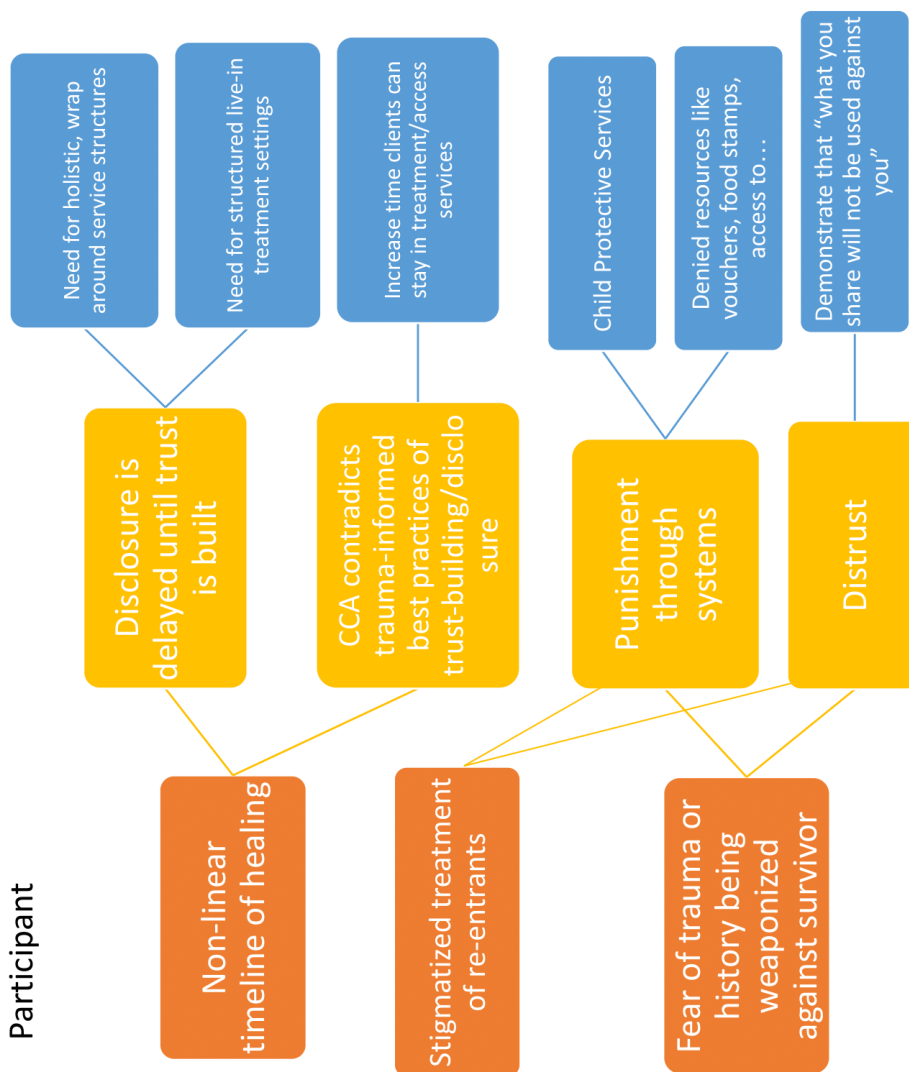 Participant
Non-linear
timeline of healing
Stigmatized treatment
of re-entrants
Fear of trauma or
history being
weaponized
against survivor
Disclosure is
delayed until trust
is built
CCA contradicts
trauma-informed
best practices of
trust-building/disclo
sure
Punishment
through
systems
Distrust
Need for holistic, wrap
around service structures
Need for structured live-in
treatment settings
Increase time clients can
stay in treatment/access
services
Child Protective Services
Denied resources like
vouchers, food stamps,
access to…
Demonstrate that “what you
share will not be used against
you”